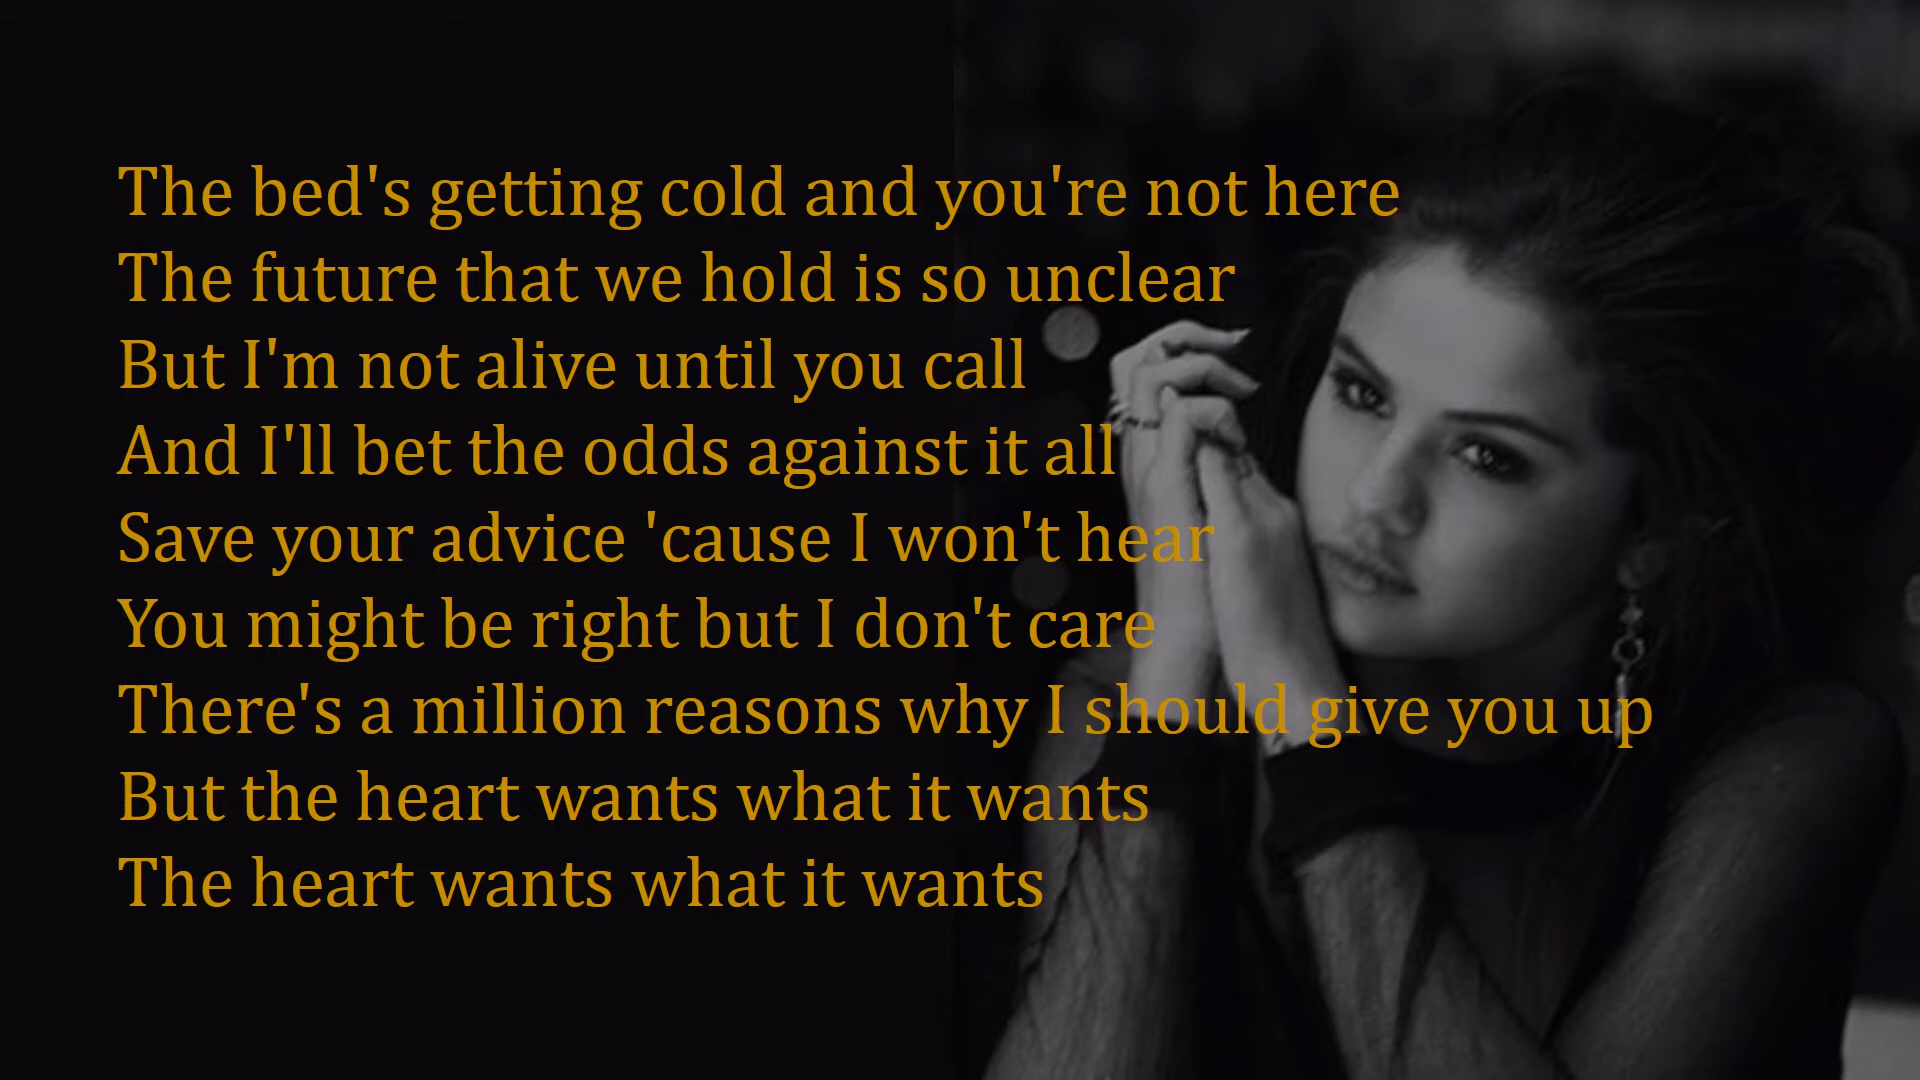 The bed's getting cold and you're not here
The future that we hold is so unclear
But I'm not alive until you call
And I'll bet the odds against it all
Save your advice 'cause I won't hear
You might be right but I don't care
There's a million reasons why I should give you up
But the heart wants what it wants
The heart wants what it wants